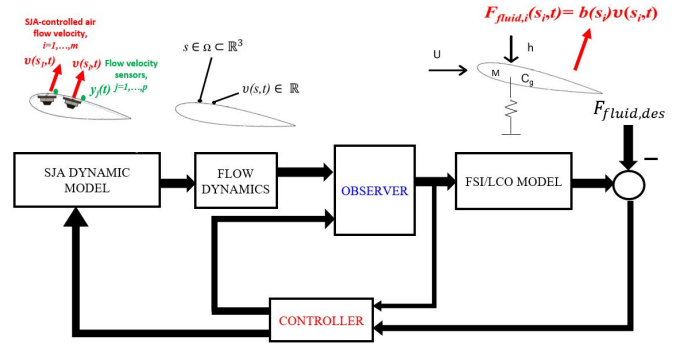 SJA-controlled air
flow velocity,
i=1,…,m
υ(sᵢ,t) υ(sᵢ,t)
Flow velocity
sensors,
yⱼ(t) j=1,…,p
s ∈ Ω ⊂ ℝ³
υ(s,t) ∈ ℝ
F_fluid,i(sᵢ,t)= b(sᵢ)υ(sᵢ,t)
U
h
M
C_g
F_fluid,des
SJA DYNAMIC
MODEL
FLOW
DYNAMICS
OBSERVER
FSI/LCO MODEL
−
CONTROLLER